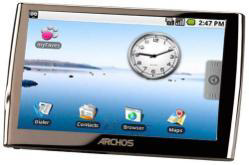 2:47 PM
myFaves
Dialer Contacts Browser Maps
ARCHOS